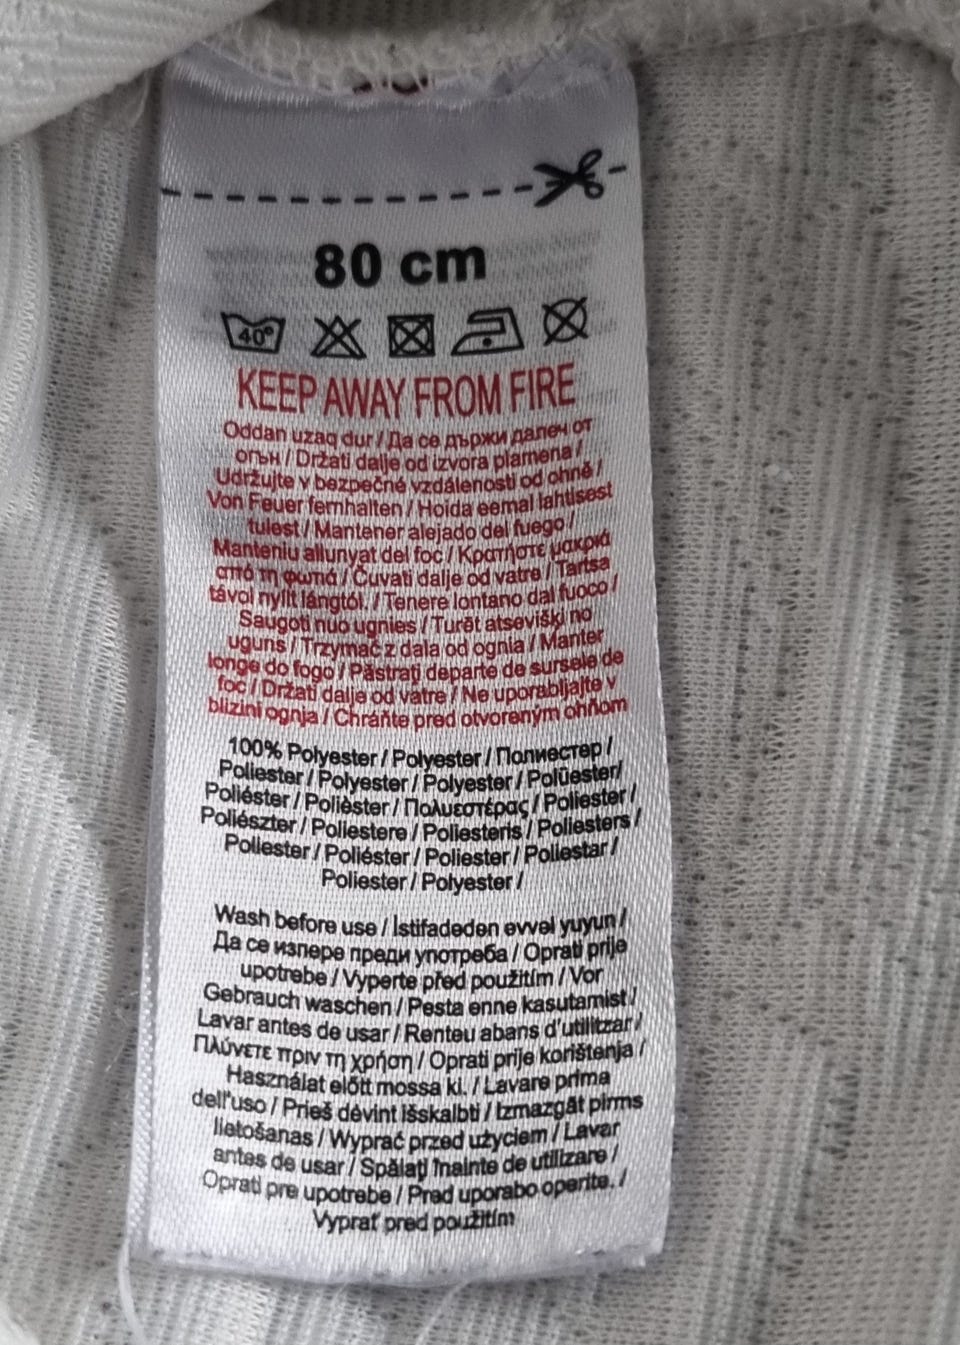 80 cm
40°
KEEP AWAY FROM FIRE
Oddan uzaq dur / Да се държи далеч от
огън / Držati dalje od izvora plamena /
Udržujte v bezpečné vzdálenosti od ohně /
Von Feuer fernhalten / Hoida eemal lahtisest
tulest / Mantener alejado del fuego /
Manteniu allunyat del foc / Κρατήστε μακριά
από τη φωτιά / Čuvati dalje od vatre / Tartsa
távol nyílt lángtól. / Tenere lontano dal fuoco /
Saugoti nuo ugnies / Turēt atsevišķi no
uguns / Trzymać z dala od ognia / Manter
longe do fogo / Păstrați departe de sursele de
foc / Držati dalje od vatre / Ne uporabljajte v
blizini ognja / Chráňte pred otvoreným ohňom
100% Polyester / Polyester / Полиестер /
Poliester / Polyester / Polyester / Polüester/
Poliéster / Polièster / Πολυεστέρας / Poliester /
Poliészter / Poliestere / Poliesteris / Poliesters /
Poliester / Poliéster / Poliester / Poliestar /
Poliester / Polyester /
Wash before use / İstifadeden evvel yuyun /
Да се изпере преди употреба / Oprati prije
upotrebe / Vyperte před použitím / Vor
Gebrauch waschen / Pesta enne kasutamist /
Lavar antes de usar / Renteu abans d'utilitzar /
Πλύνετε πριν τη χρήση / Oprati prije korištenja /
Használat előtt mossa ki. / Lavare prima
dell'uso / Prieš dėvint išskalbti / Izmazgāt pirms
lietošanas / Wyprać przed użyciem / Lavar
antes de usar / Spălați înainte de utilizare /
Oprati pre upotrebe / Pred uporabo operite. /
Vyprať pred použitím